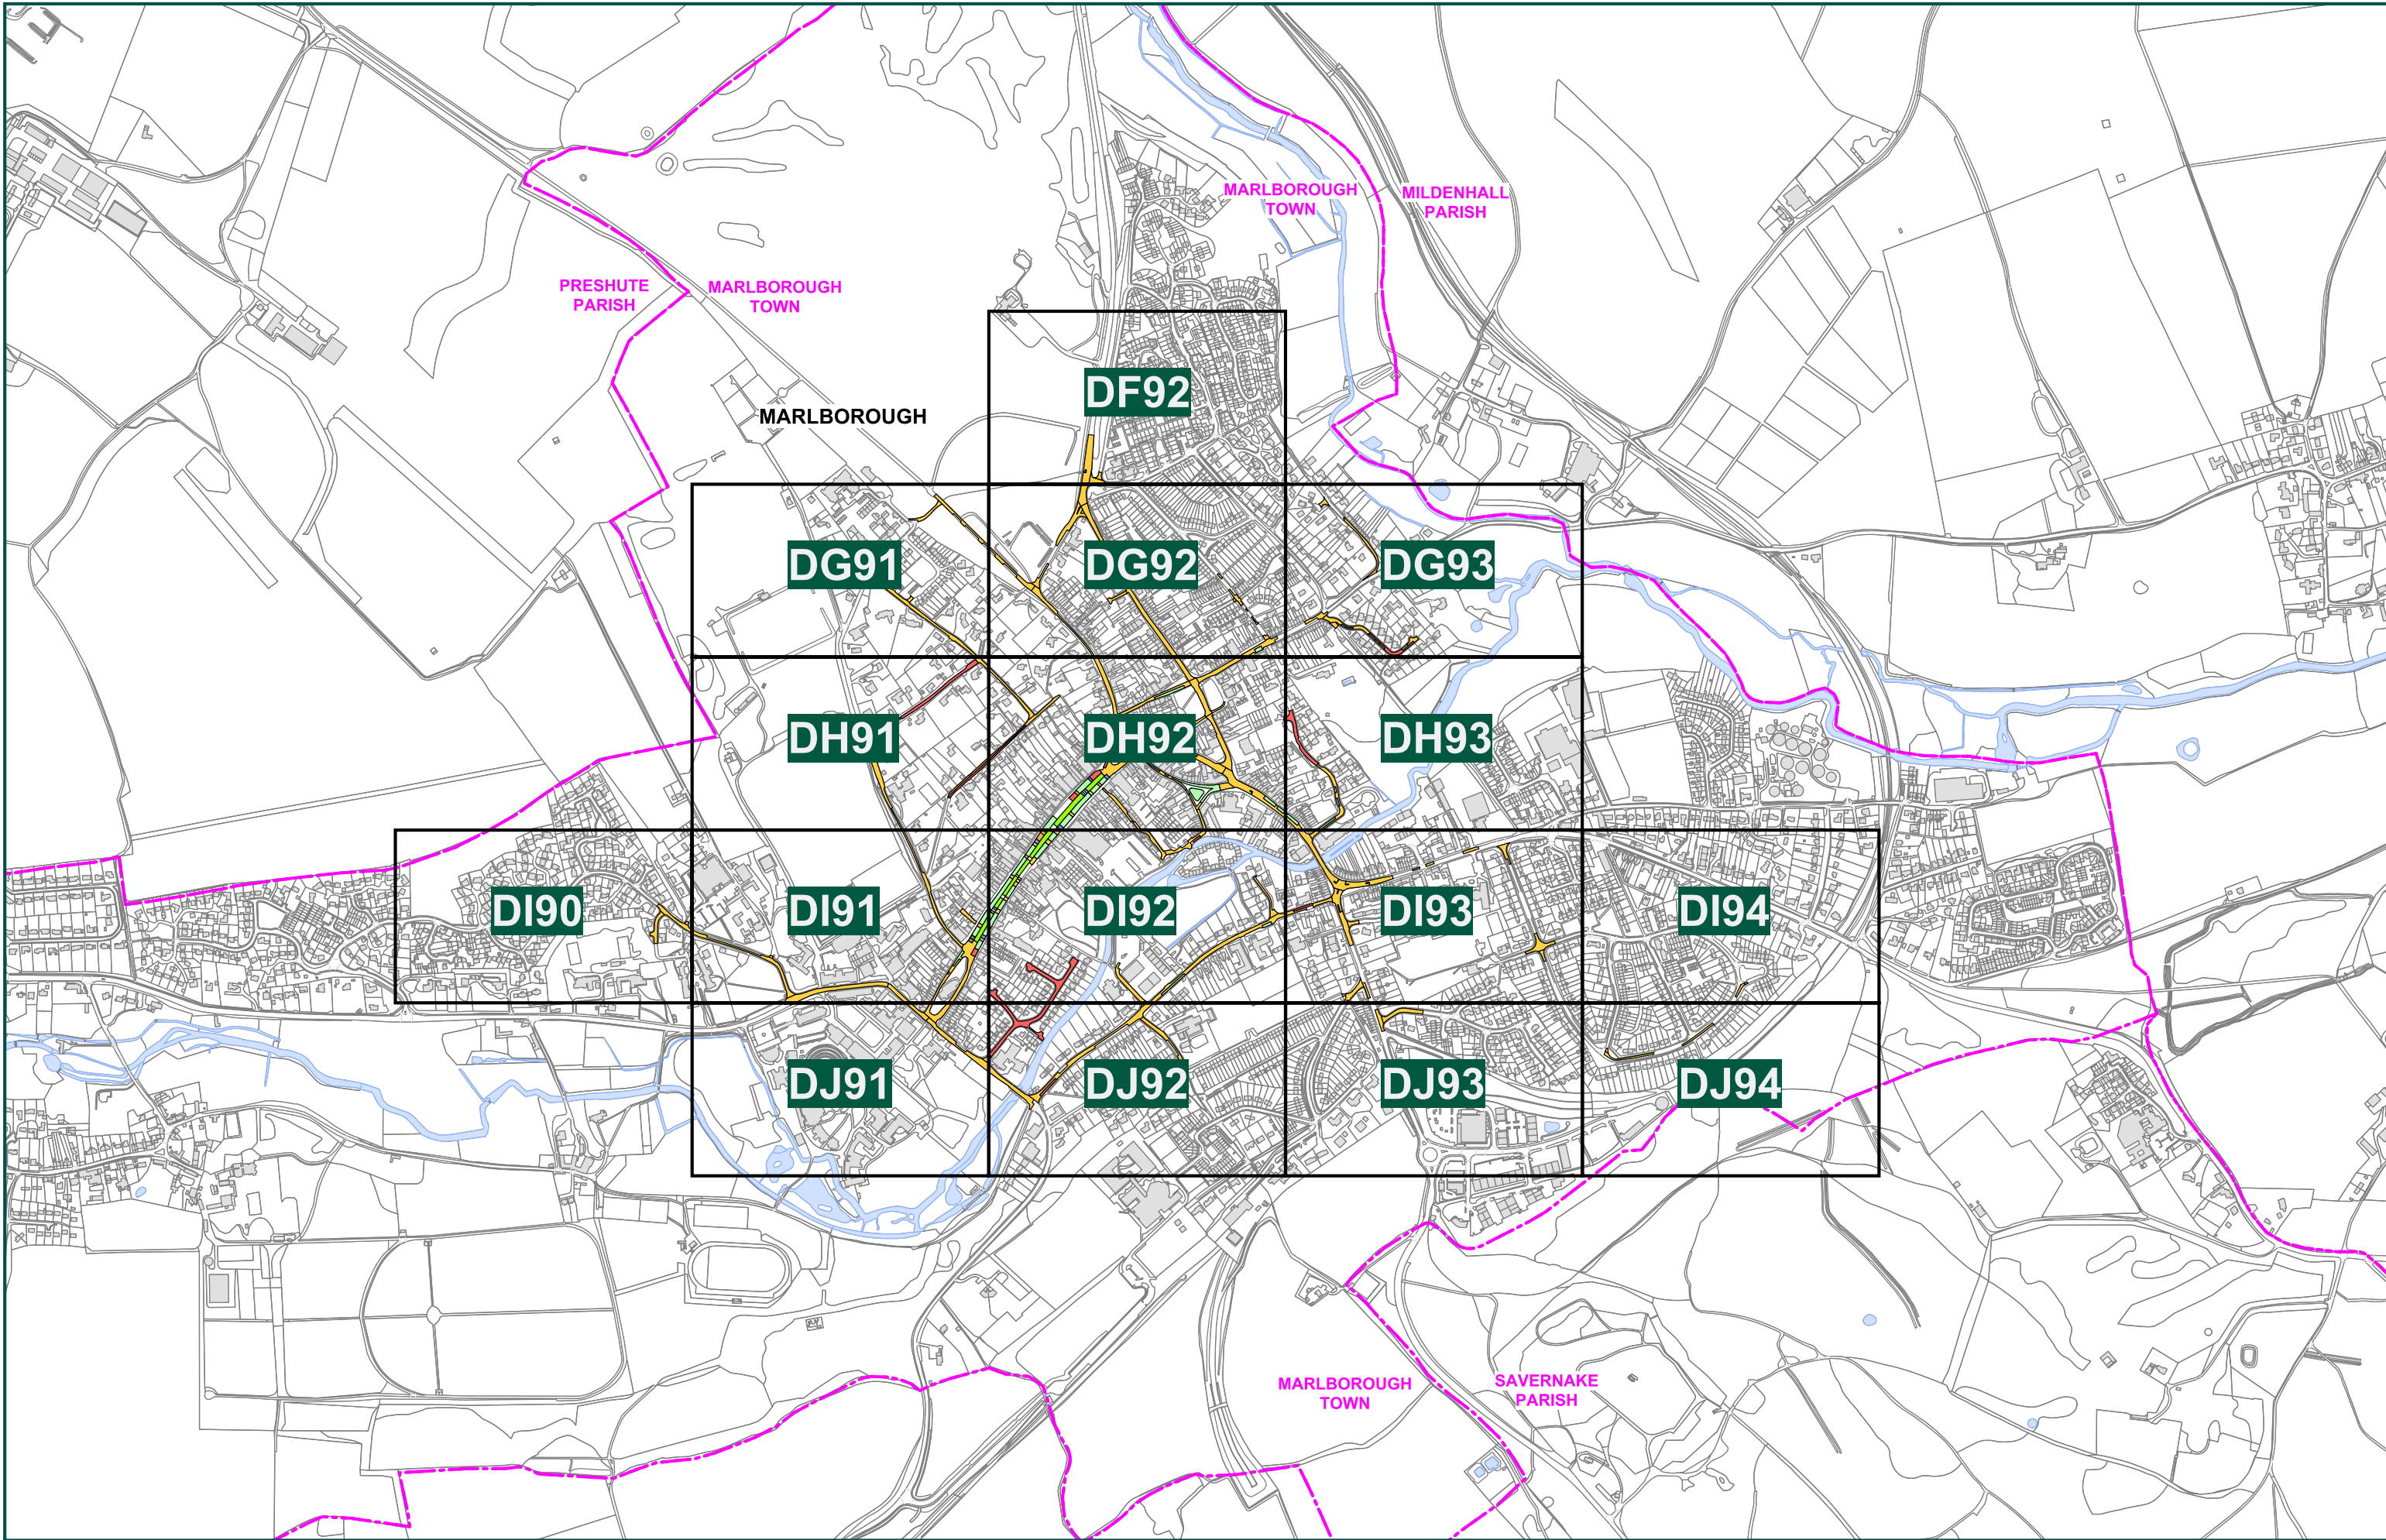 MARLBOROUGH
TOWN
MILDENHALL
PARISH
PRESHUTE
PARISH
MARLBOROUGH
TOWN
DF92
MARLBOROUGH
DG91
DG92
DG93
DH91
DH92
DH93
DI90
DI91
DI92
DI93
DI94
DJ91
DJ92
DJ93
DJ94
MARLBOROUGH
TOWN
SAVERNAKE
PARISH